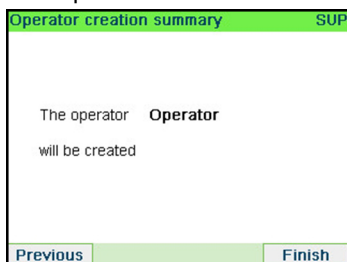 Operator creation summary SUP
The operator Operator
will be created
Previous Finish